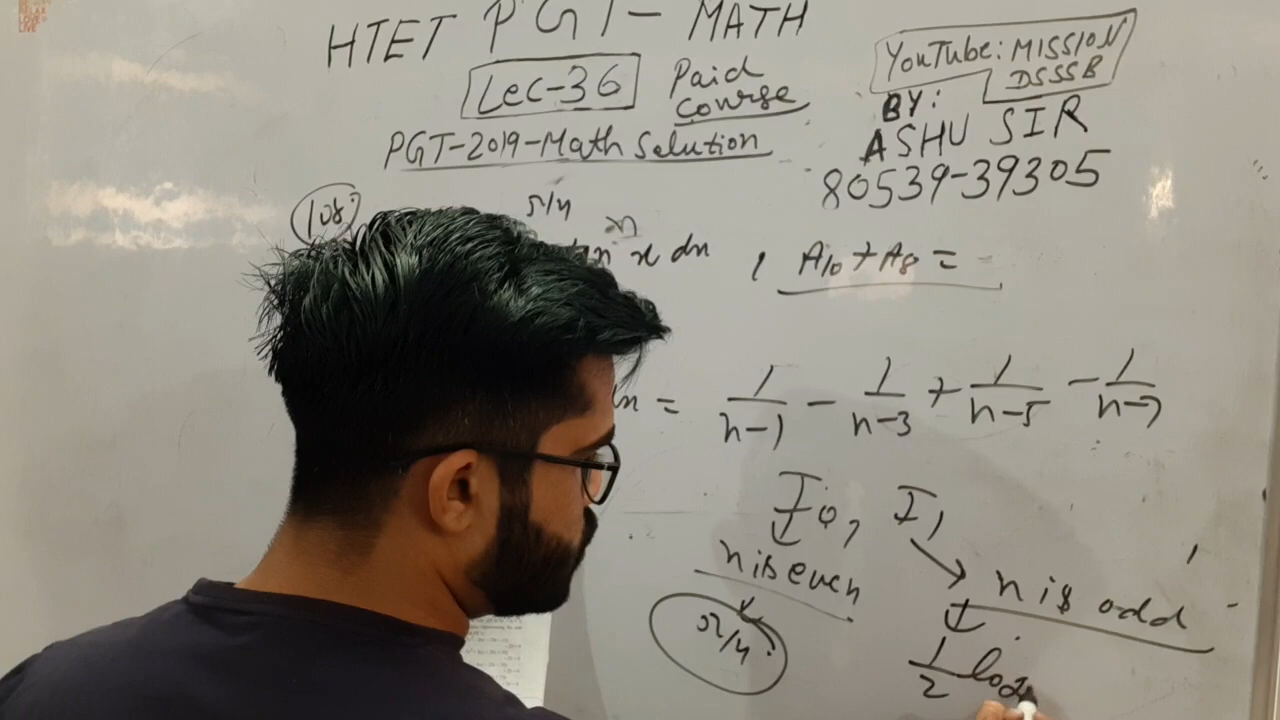 HTET PGT- MATH
Lec-36 Paid course
PGT-2019-Math Solution
YouTube: MISSION
DSSSB
BY:
ASHU SIR
80539-39305
108
π/4 n
x dx , A10 + A8 =
= 1/(n-1) - 1/(n-3) + 1/(n-5) - 1/(n-7)
I0, I1
n is even
n is odd
π/4
1/2 log